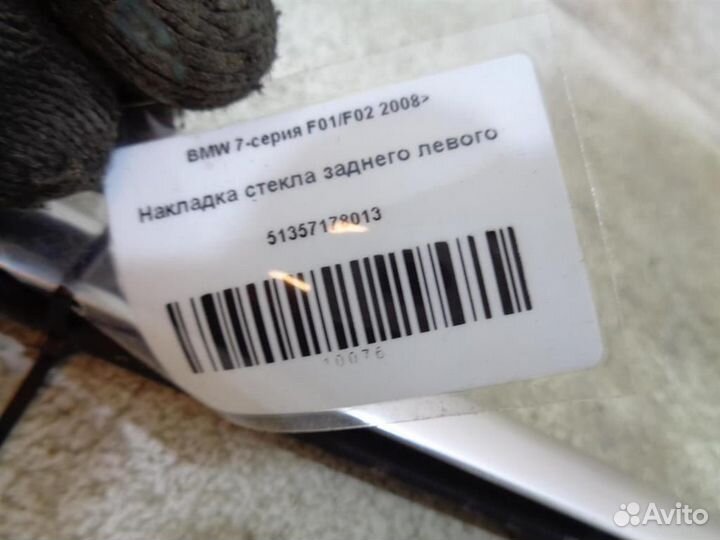 BMW 7-серия F01/F02 2008>
Накладка стекла заднего левого
51357178013
10076
Avito